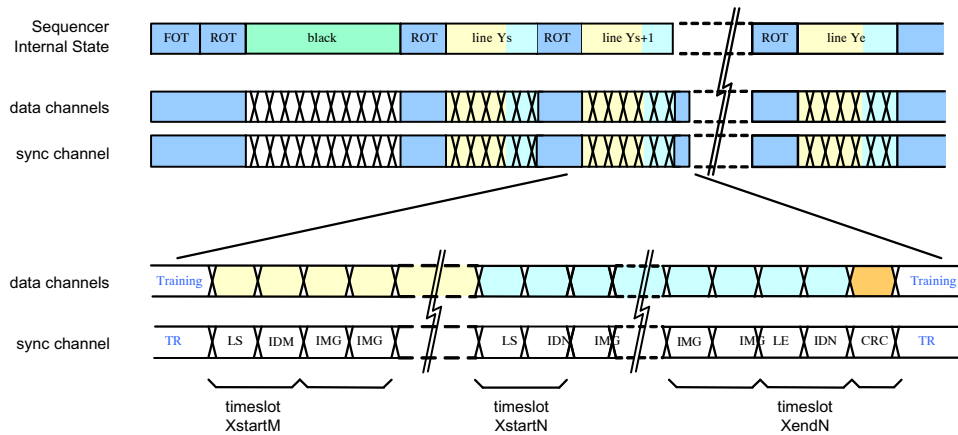 Sequencer
Internal State
FOT ROT black ROT line Ys ROT line Ys+1 ROT line Ye
data channels
sync channel
data channels
Training Training
sync channel
TR LS IDM IMG IMG LS IDN IMG IMG IMG LE IDN CRC TR
timeslot timeslot timeslot
XstartM XstartN XendN